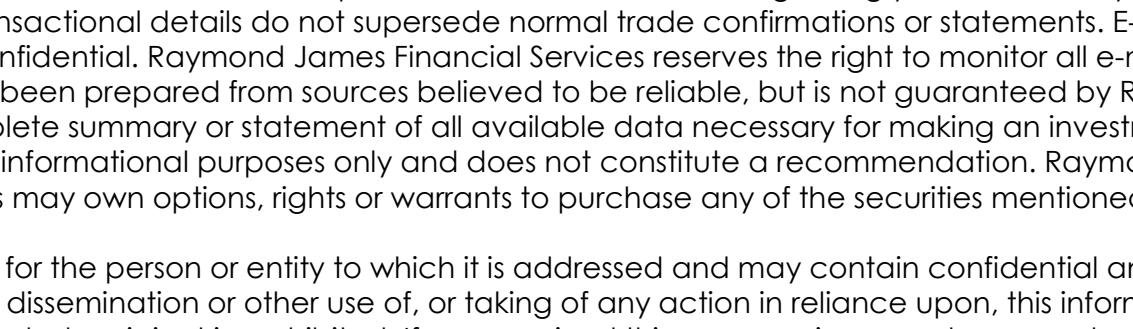 nsactional details do not supersede normal trade confirmations or statements. E-
nfidential. Raymond James Financial Services reserves the right to monitor all e-
been prepared from sources believed to be reliable, but is not guaranteed by R
lete summary or statement of all available data necessary for making an invest
informational purposes only and does not constitute a recommendation. Raymo
s may own options, rights or warrants to purchase any of the securities mentioned
for the person or entity to which it is addressed and may contain confidential an
dissemination or other use of, or taking of any action in reliance upon, this inform